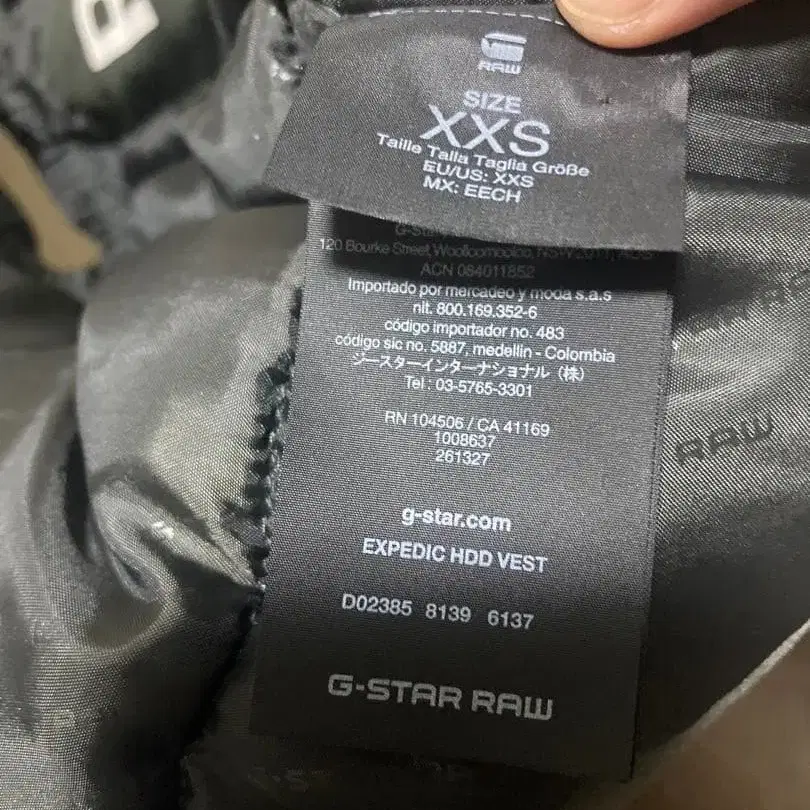 RAW
SIZE
XXS
Taille Talla Taglia Größe
EU/US: XXS
MX: EECH
120 Bourke Street, Woolloomooloo, NSW 2011, AUS
ACN 084011852
Importado por mercadeo y moda s.a.s
nit. 800.169.352-6
código importador no. 483
código sic no. 5887, medellin - Colombia
ジースターインターナショナル（株）
Tel : 03-5765-3301
RN 104506 / CA 41169
1008637
261327
g-star.com
EXPEDIC HDD VEST
D02385 8139 6137
G-STAR RAW
RAW